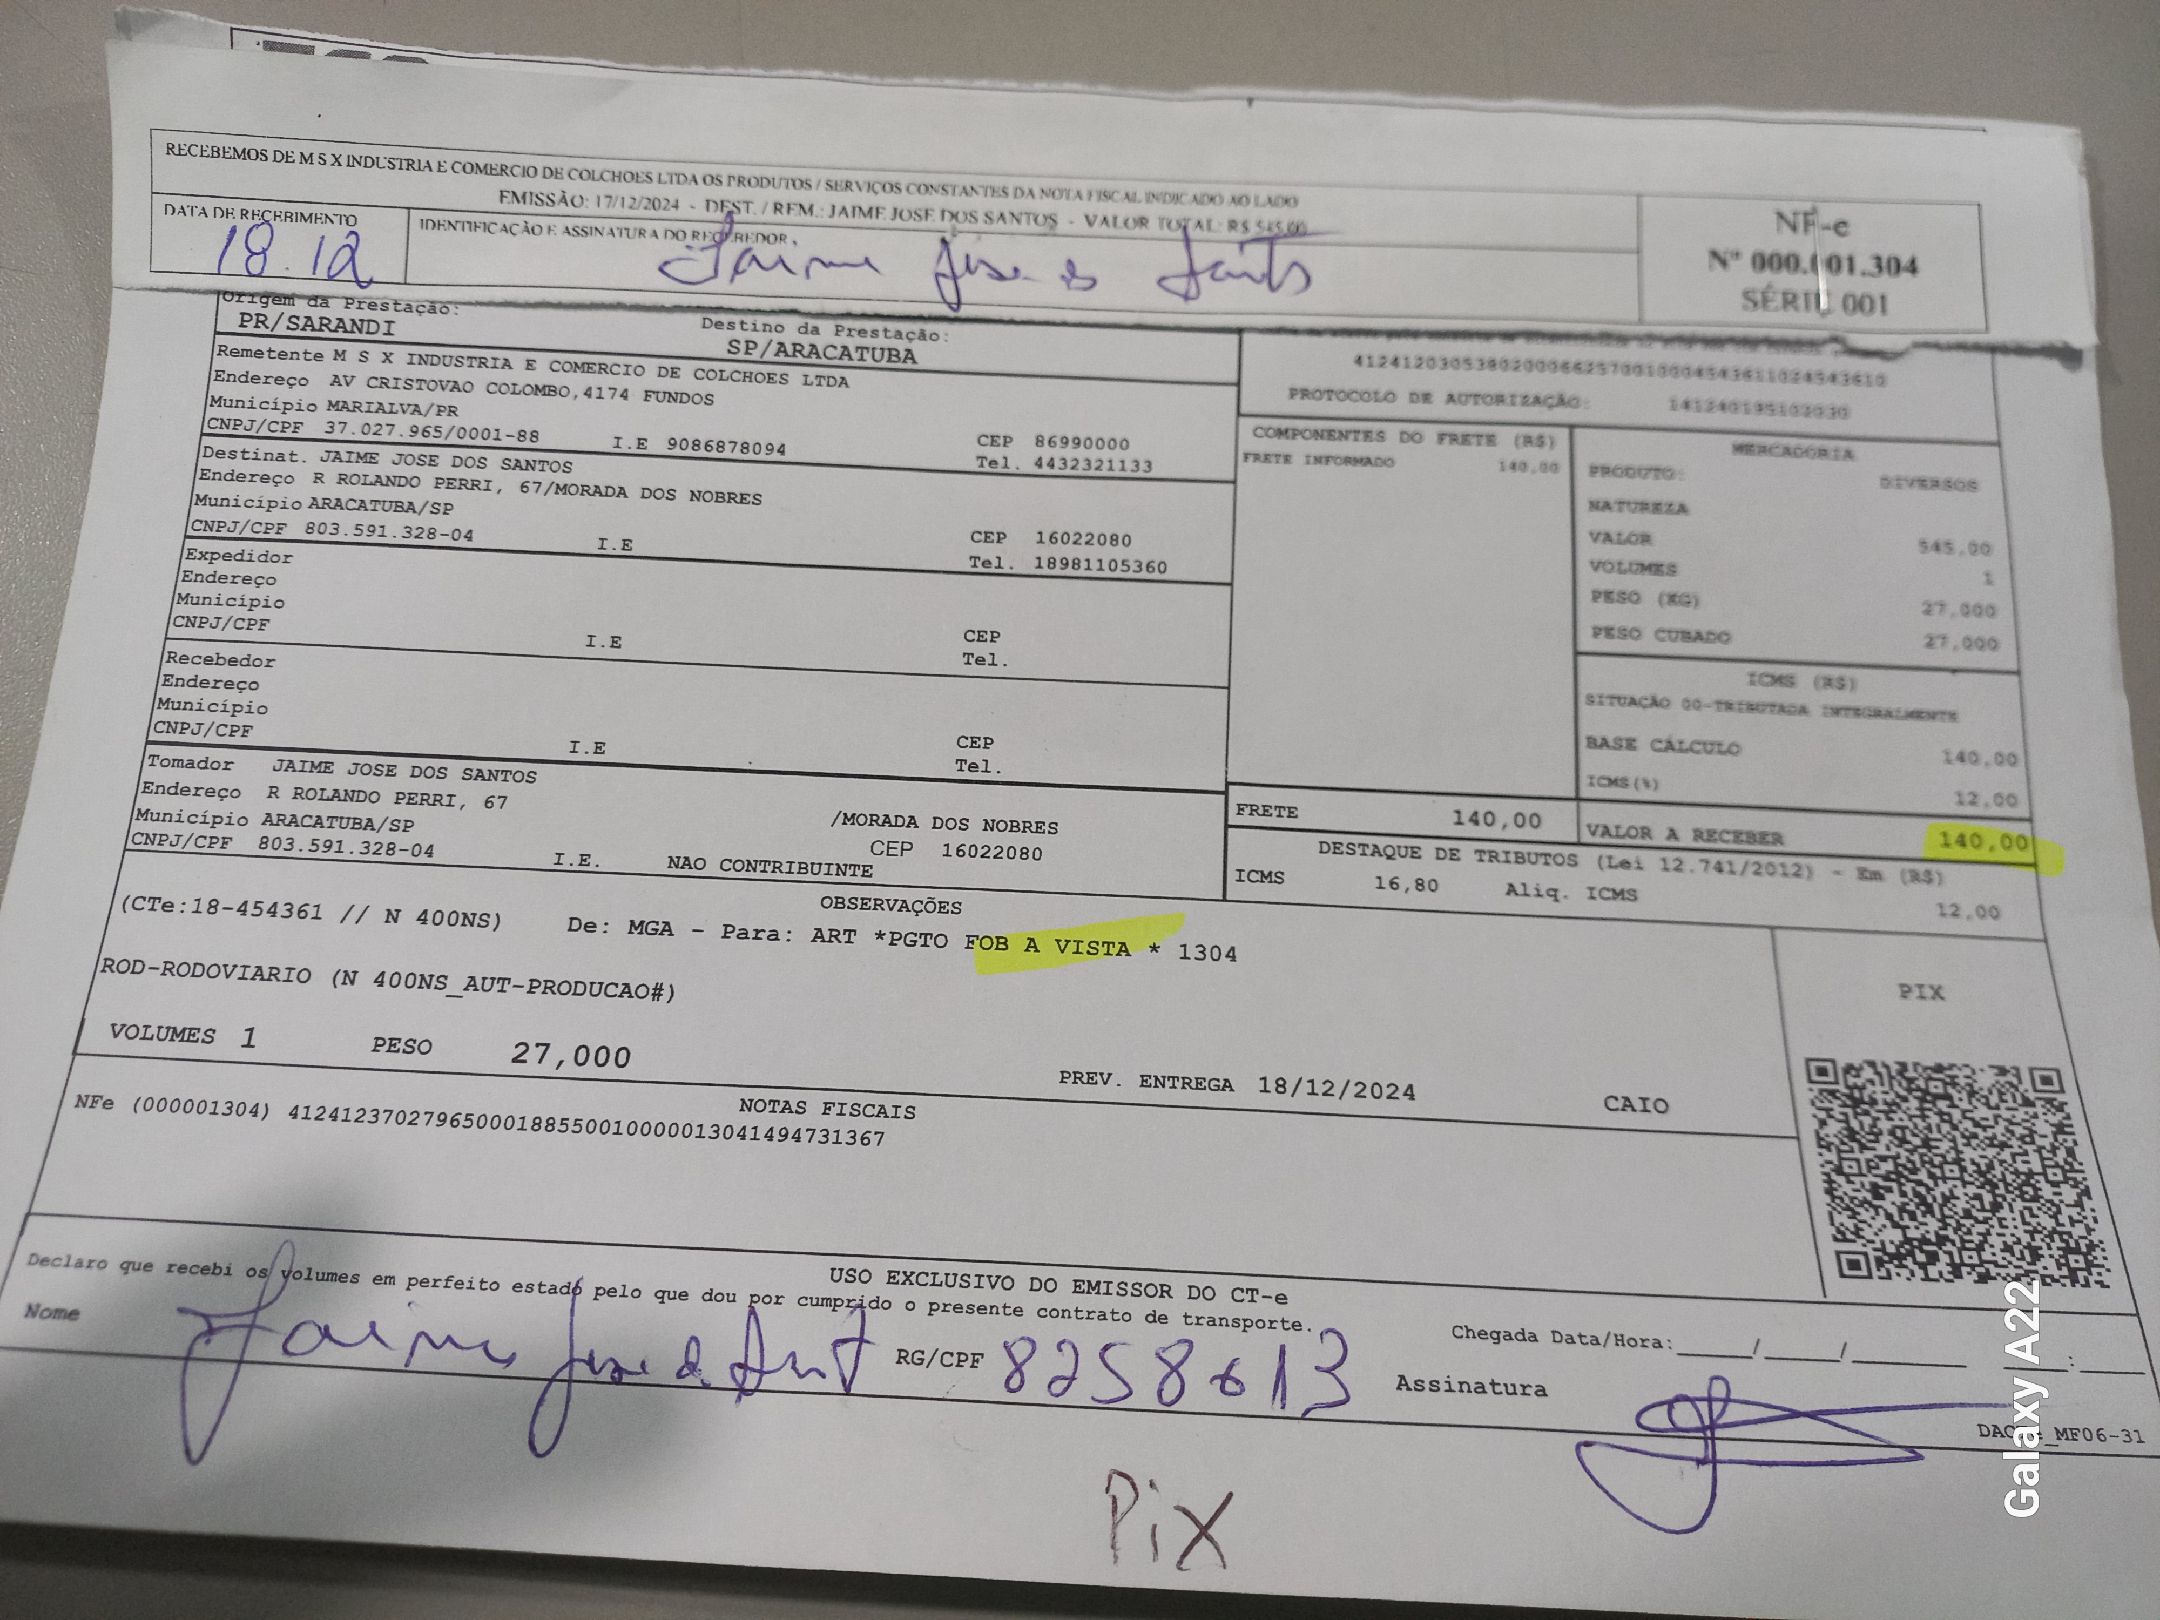 RECEBEMOS DE M S X INDUSTRIA E COMERCIO DE COLCHOES LTDA OS PRODUTOS / SERVIÇOS CONSTANTES DA NOTA FISCAL INDICADO AO LADO
EMISSÃO: 17/12/2024 - DEST. / REM.: JAIME JOSE DOS SANTOS - VALOR TOTAL: R$ 545,00
DATA DE RECEBIMENTO
18.12
IDENTIFICAÇÃO E ASSINATURA DO RECEBEDOR
NF-e
Nº 000.001.304
SÉRIE 001
Origem da Prestação:
PR/SARANDI
Destino da Prestação:
SP/ARACATUBA
Remetente M S X INDUSTRIA E COMERCIO DE COLCHOES LTDA
Endereço AV CRISTOVAO COLOMBO,4174 FUNDOS
Município MARIALVA/PR
CNPJ/CPF 37.027.965/0001-88 I.E 9086878094
CEP 86990000
Tel. 4432321133
Destinat. JAIME JOSE DOS SANTOS
Endereço R ROLANDO PERRI, 67/MORADA DOS NOBRES
Município ARACATUBA/SP
CNPJ/CPF 803.591.328-04 I.E
CEP 16022080
Tel. 18981105360
Expedidor
Endereço
Município
CNPJ/CPF I.E
CEP
Tel.
Recebedor
Endereço
Município
CNPJ/CPF I.E
CEP
Tel.
Tomador JAIME JOSE DOS SANTOS
Endereço R ROLANDO PERRI, 67 /MORADA DOS NOBRES
Município ARACATUBA/SP CEP 16022080
CNPJ/CPF 803.591.328-04 I.E. NAO CONTRIBUINTE
PROTOCOLO DE AUTORIZAÇÃO:
COMPONENTES DO FRETE (R$)
FRETE INFORMADO 140,00
MERCADORIA
PRODUTO: DIVERSOS
NATUREZA
VALOR 545,00
VOLUMES 1
PESO (KG) 27,000
PESO CUBADO 27,000
ICMS (R$)
SITUAÇÃO 00-TRIBUTADA INTEGRALMENTE
BASE CÁLCULO 140,00
ICMS(%) 12,00
FRETE 140,00
VALOR A RECEBER 140,00
DESTAQUE DE TRIBUTOS (Lei 12.741/2012) - Em (R$)
ICMS 16,80 Aliq. ICMS 12,00
OBSERVAÇÕES
(CTe:18-454361 // N 400NS) De: MGA - Para: ART *PGTO FOB A VISTA * 1304
ROD-RODOVIARIO (N 400NS_AUT-PRODUCAO#)
VOLUMES 1 PESO 27,000
PREV. ENTREGA 18/12/2024 CAIO
PIX
NOTAS FISCAIS
NFe (000001304) 41241237027965000188550010000013041494731367
USO EXCLUSIVO DO EMISSOR DO CT-e
Declaro que recebi os volumes em perfeito estado pelo que dou por cumprido o presente contrato de transporte.
Nome
RG/CPF 8258613
Chegada Data/Hora:_____/_____/_______ ____:____
Assinatura
MF06-31
PiX
Galaxy A22